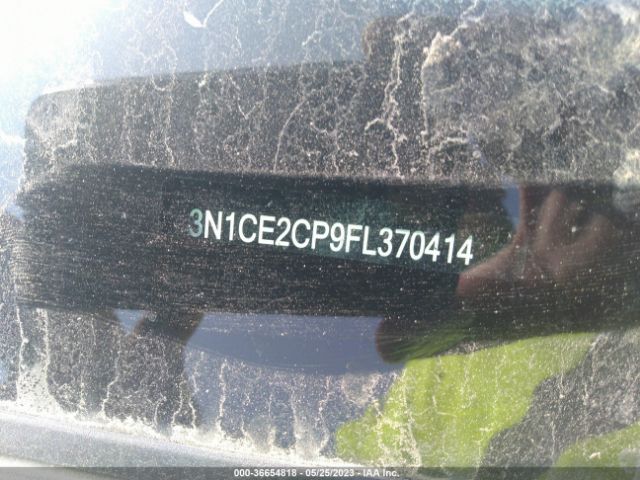 3N1CE2CP9FL370414
000-36654818 - 05/25/2023 - IAA Inc.